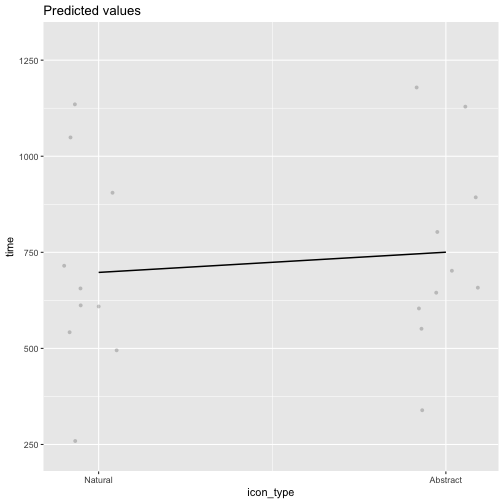 Predicted values
1250
1000
750
500
250
time
Natural
Abstract
icon_type